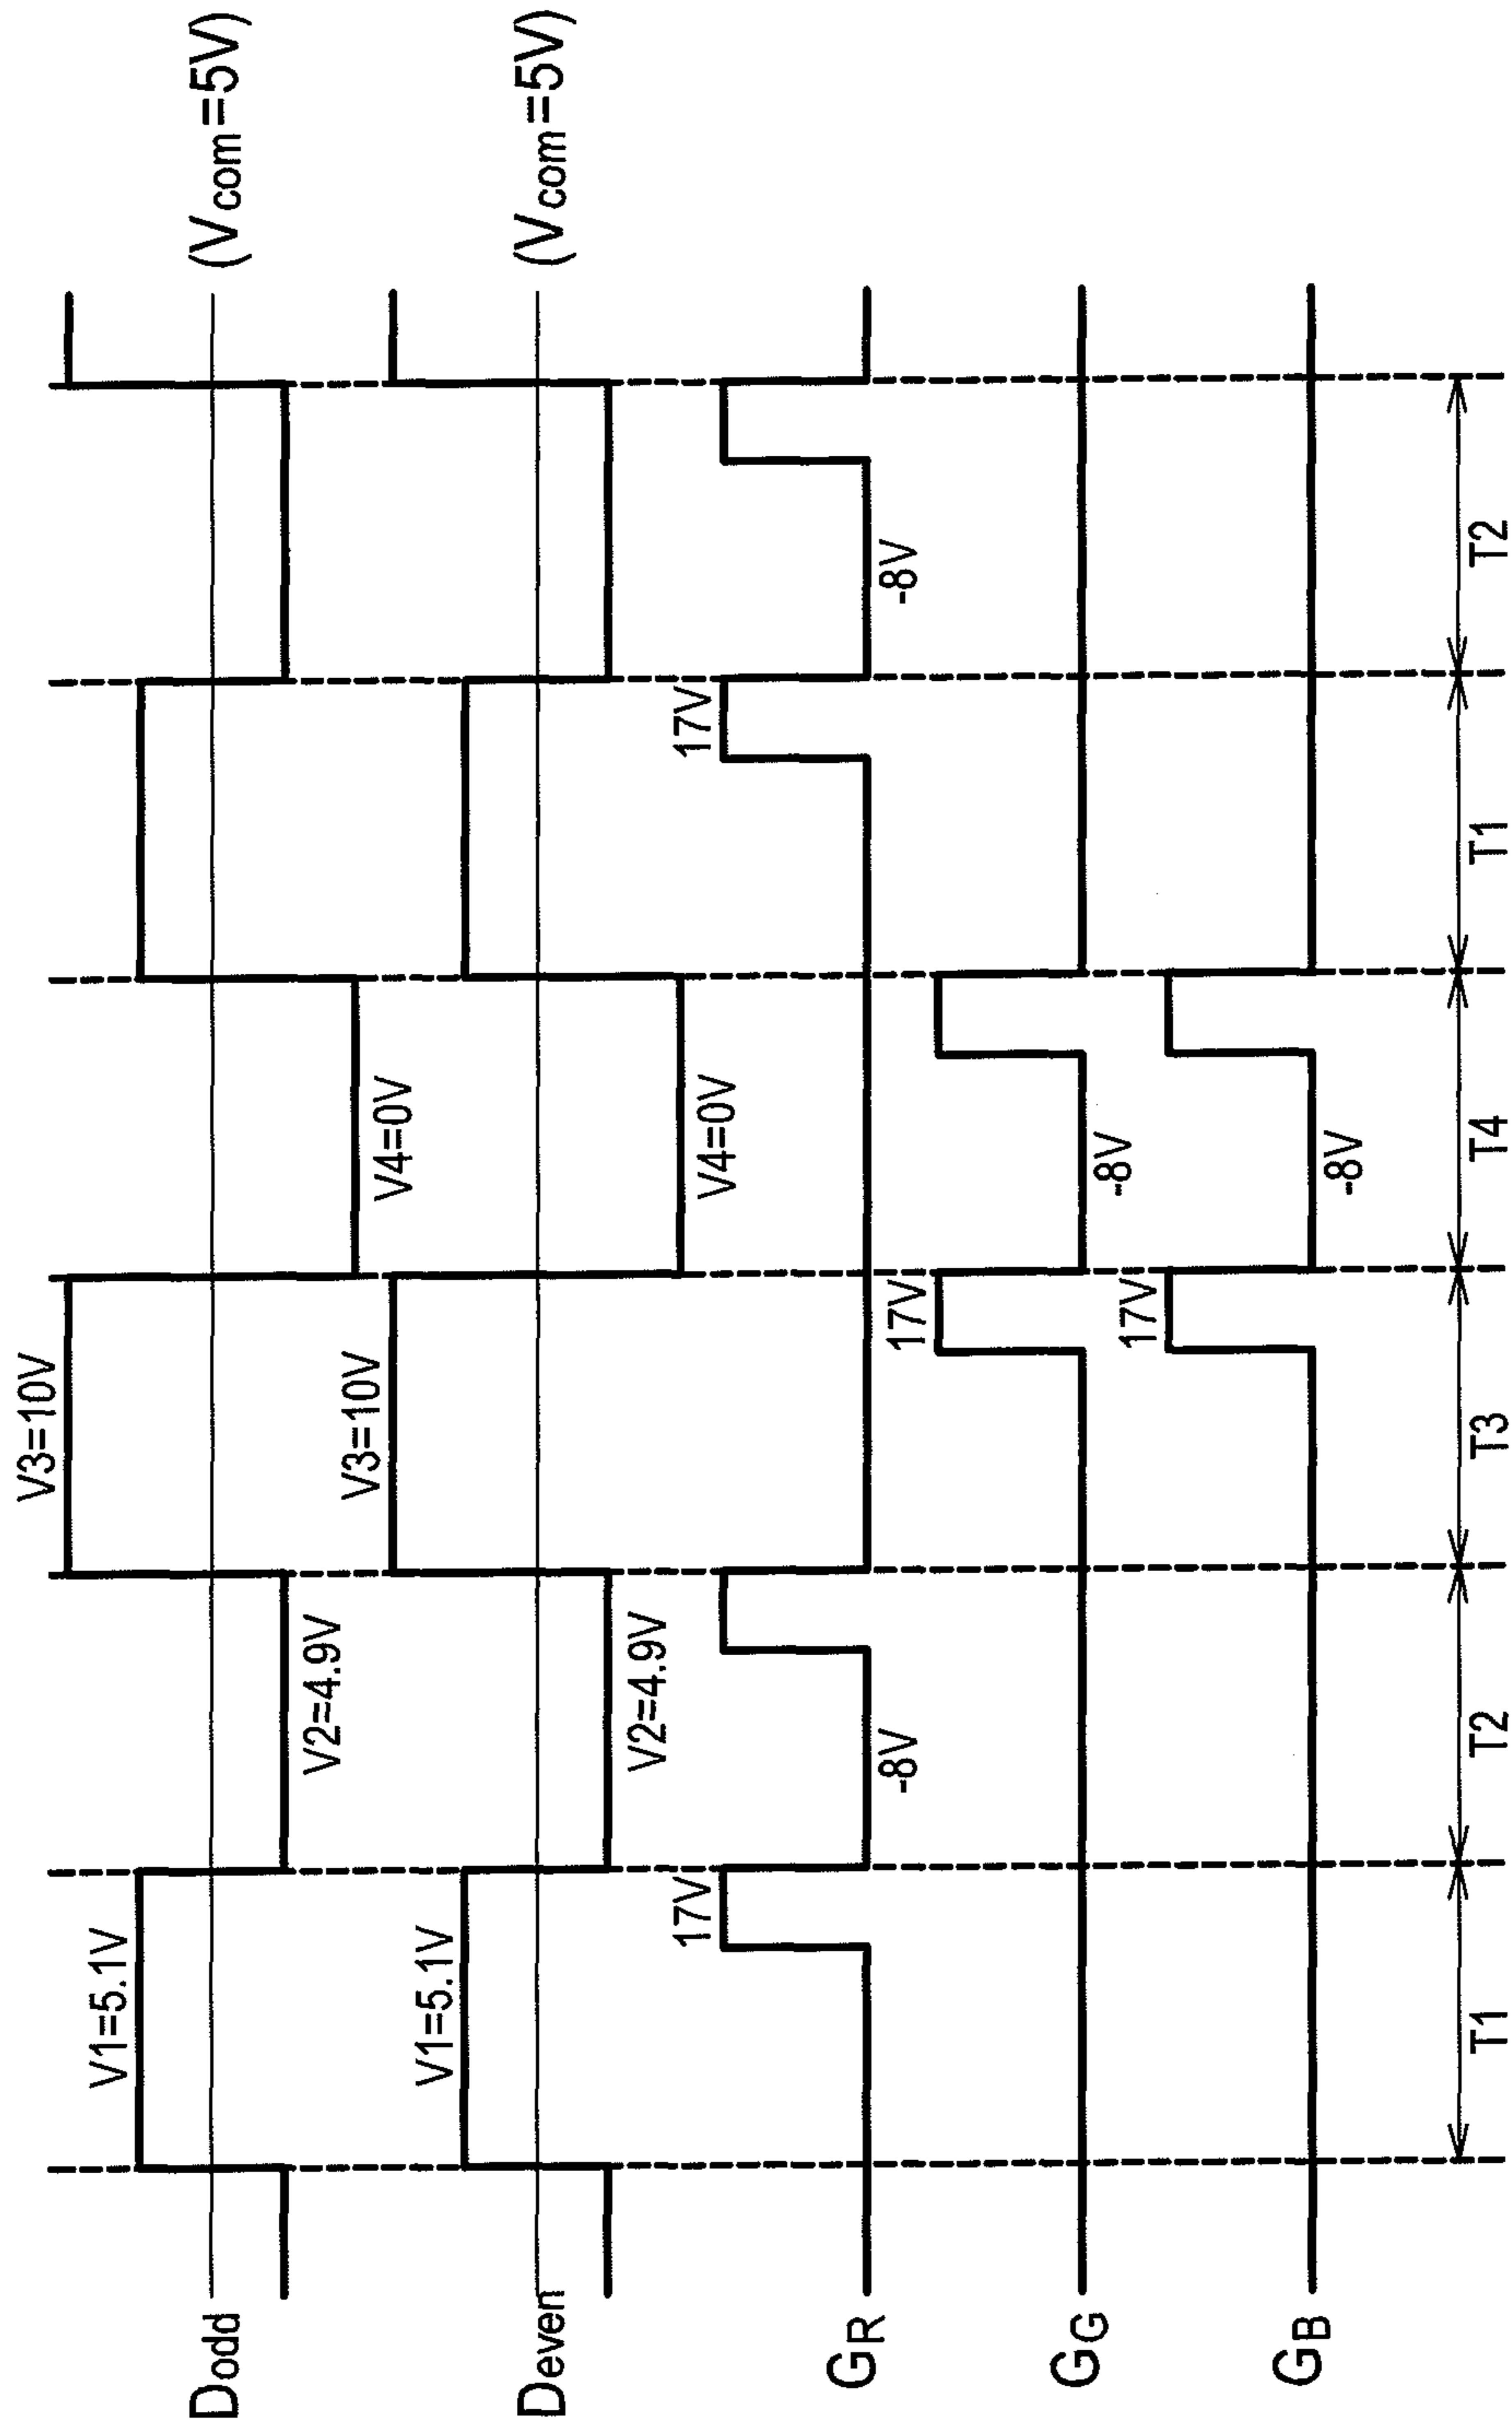 V1=5.1V
V2=4.9V
V3=10V
V4=0V
Dodd
(Vcom=5V)
V1=5.1V
V2=4.9V
V3=10V
V4=0V
Deven
(Vcom=5V)
17V
-8V
17V
-8V
GR
17V
-8V
GG
17V
-8V
GB
T1
T2
T3
T4
T1
T2